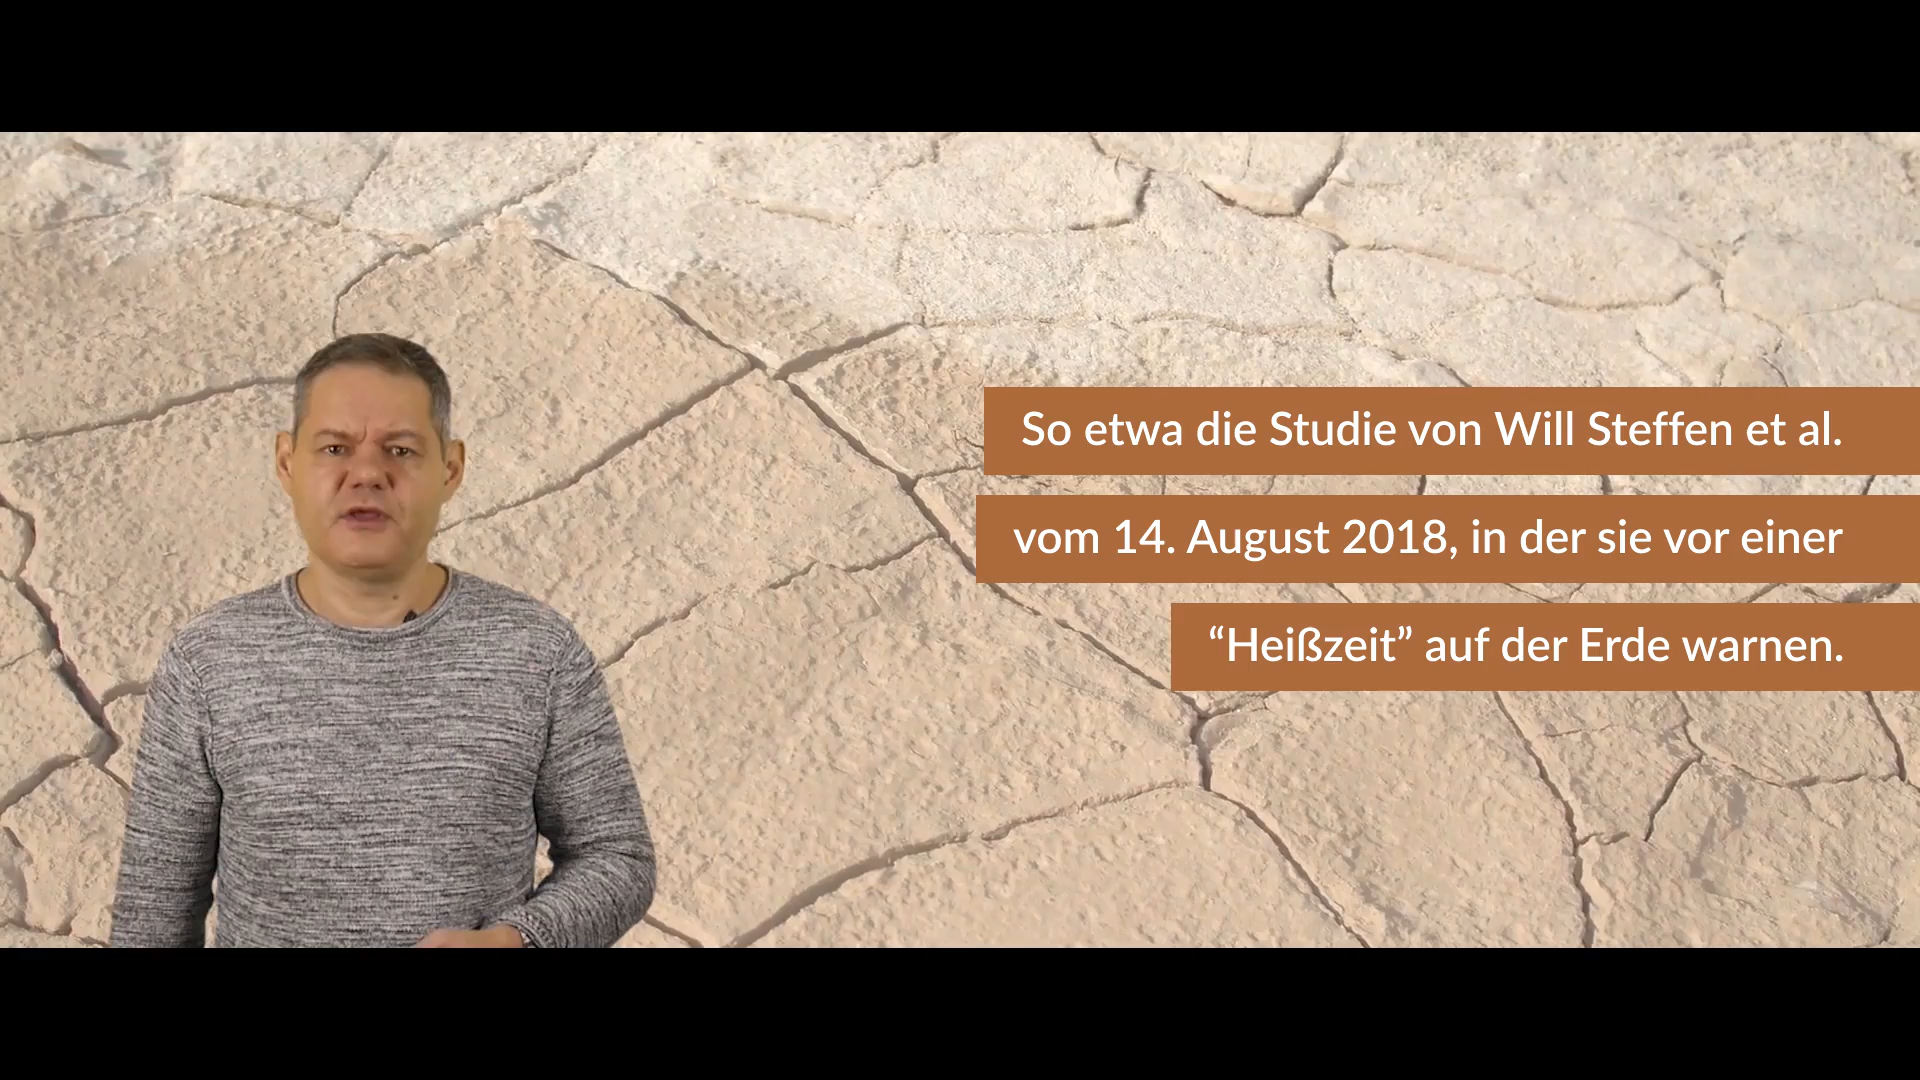 So etwa die Studie von Will Steffen et al.
vom 14. August 2018, in der sie vor einer
“Heißzeit” auf der Erde warnen.